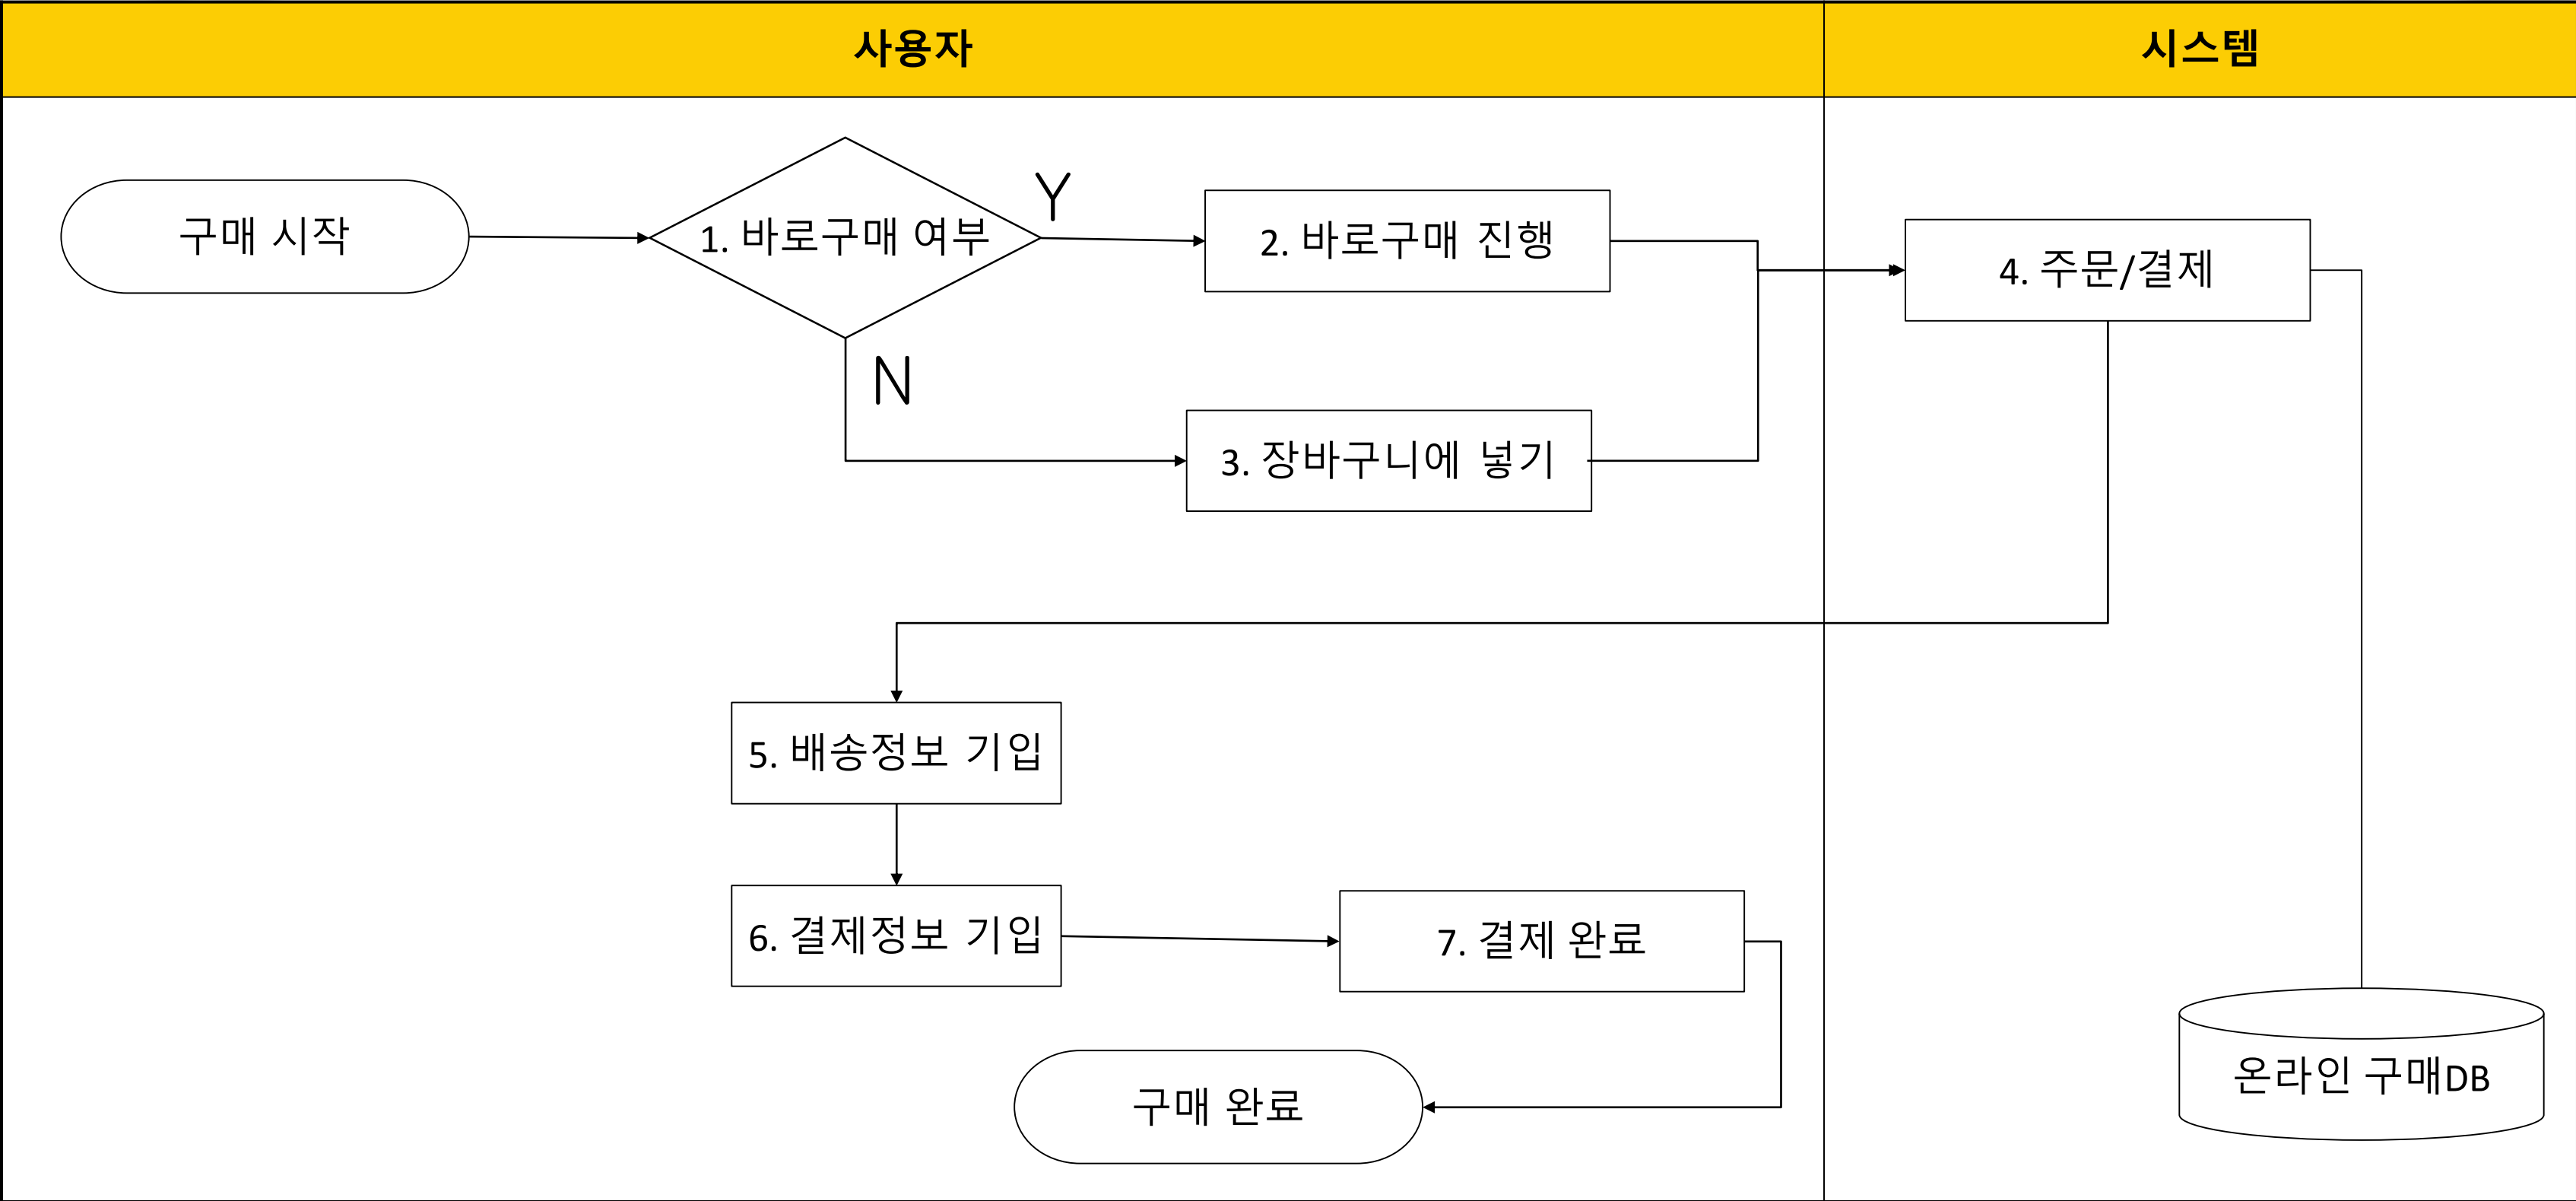 사용자
시스템
구매 시작
1. 바로구매 여부
Y
2. 바로구매 진행
4. 주문/결제
N
3. 장바구니에 넣기
5. 배송정보 기입
6. 결제정보 기입
7. 결제 완료
구매 완료
온라인 구매DB